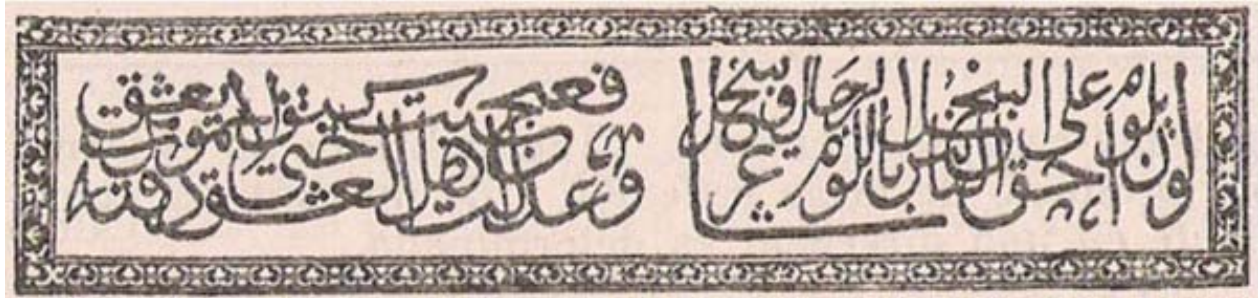 وان احق الناس باللوم شاعر يلوم على البخل الرجال ويبخل
وعذلت اهل العشق حتى ذقته فعجبت كيف يموت من لا يعشق